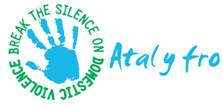 BREAK THE SILENCE ON DOMESTIC VIOLENCE
Atal y fro